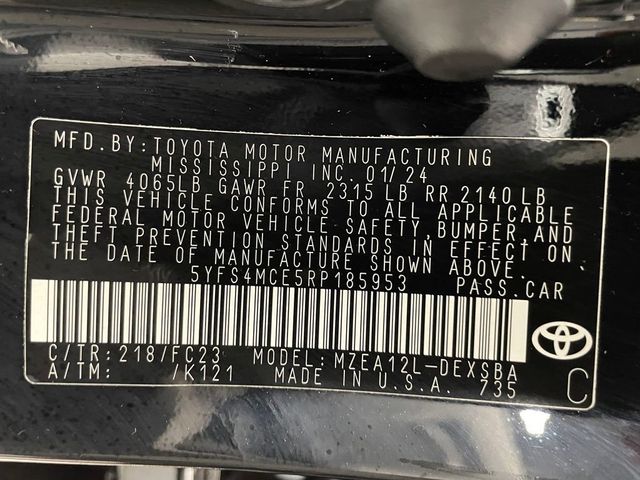 MFD.BY:TOYOTA MOTOR MANUFACTURING
MISSISSIPPI INC. 01/24
GVWR 4065LB GAWR FR 2315 LB RR 2140 LB
THIS VEHICLE CONFORMS TO ALL APPLICABLE
FEDERAL MOTOR VEHICLE SAFETY,BUMPER,AND
THEFT PREVENTION STANDARDS IN EFFECT ON
THE DATE OF MANUFACTURE SHOWN ABOVE.
5YFS4MCE5RP185953 PASS.CAR
C/TR:218/FC23 MODEL:MZEA12L-DEXSBA
A/TM: /K121 MADE IN U.S.A. 735
C